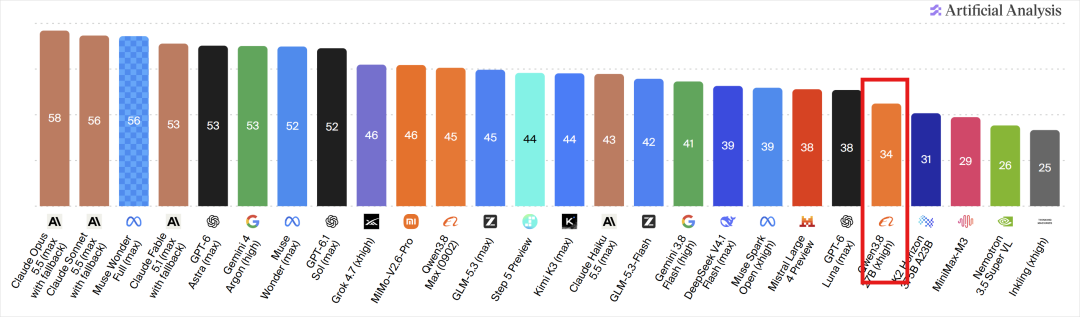 Artificial Analysis
58
56
56
53
53
53
52
52
46
46
45
45
44
44
43
42
41
39
39
38
38
34
31
29
26
25
Claude Opus
5.5 (max
with fallback)
Claude Sonnet
5.5 (max
with fallback)
Muse Wonder
Full (max)
Claude Fable
5.1 (max
with fallback)
GPT-6
Astra (max)
Gemini 4
Argon (xhigh)
Muse
Wonder (max)
GPT-6.1
Sol (max)
Grok 4.7 (xhigh)
MiMo-V2.6-Pro
Qwen3.8
Max (0902)
GLM-5.3 (max)
Step 5 Preview
Kimi K3 (max)
Claude Haiku
5.5 (max)
GLM-5.3-Flash
Gemini 3.8
Flash (xhigh)
DeepSeek V4.1
Flash (max)
Muse Spark
Open (xhigh)
Mistral Large
4 Preview
GPT-6
Luna (max)
Qwen3.8
27B (xhigh)
K2 Horizon
A23B
MiniMax-M3
Nemotron
3.5 Super VL
Inkling (xhigh)